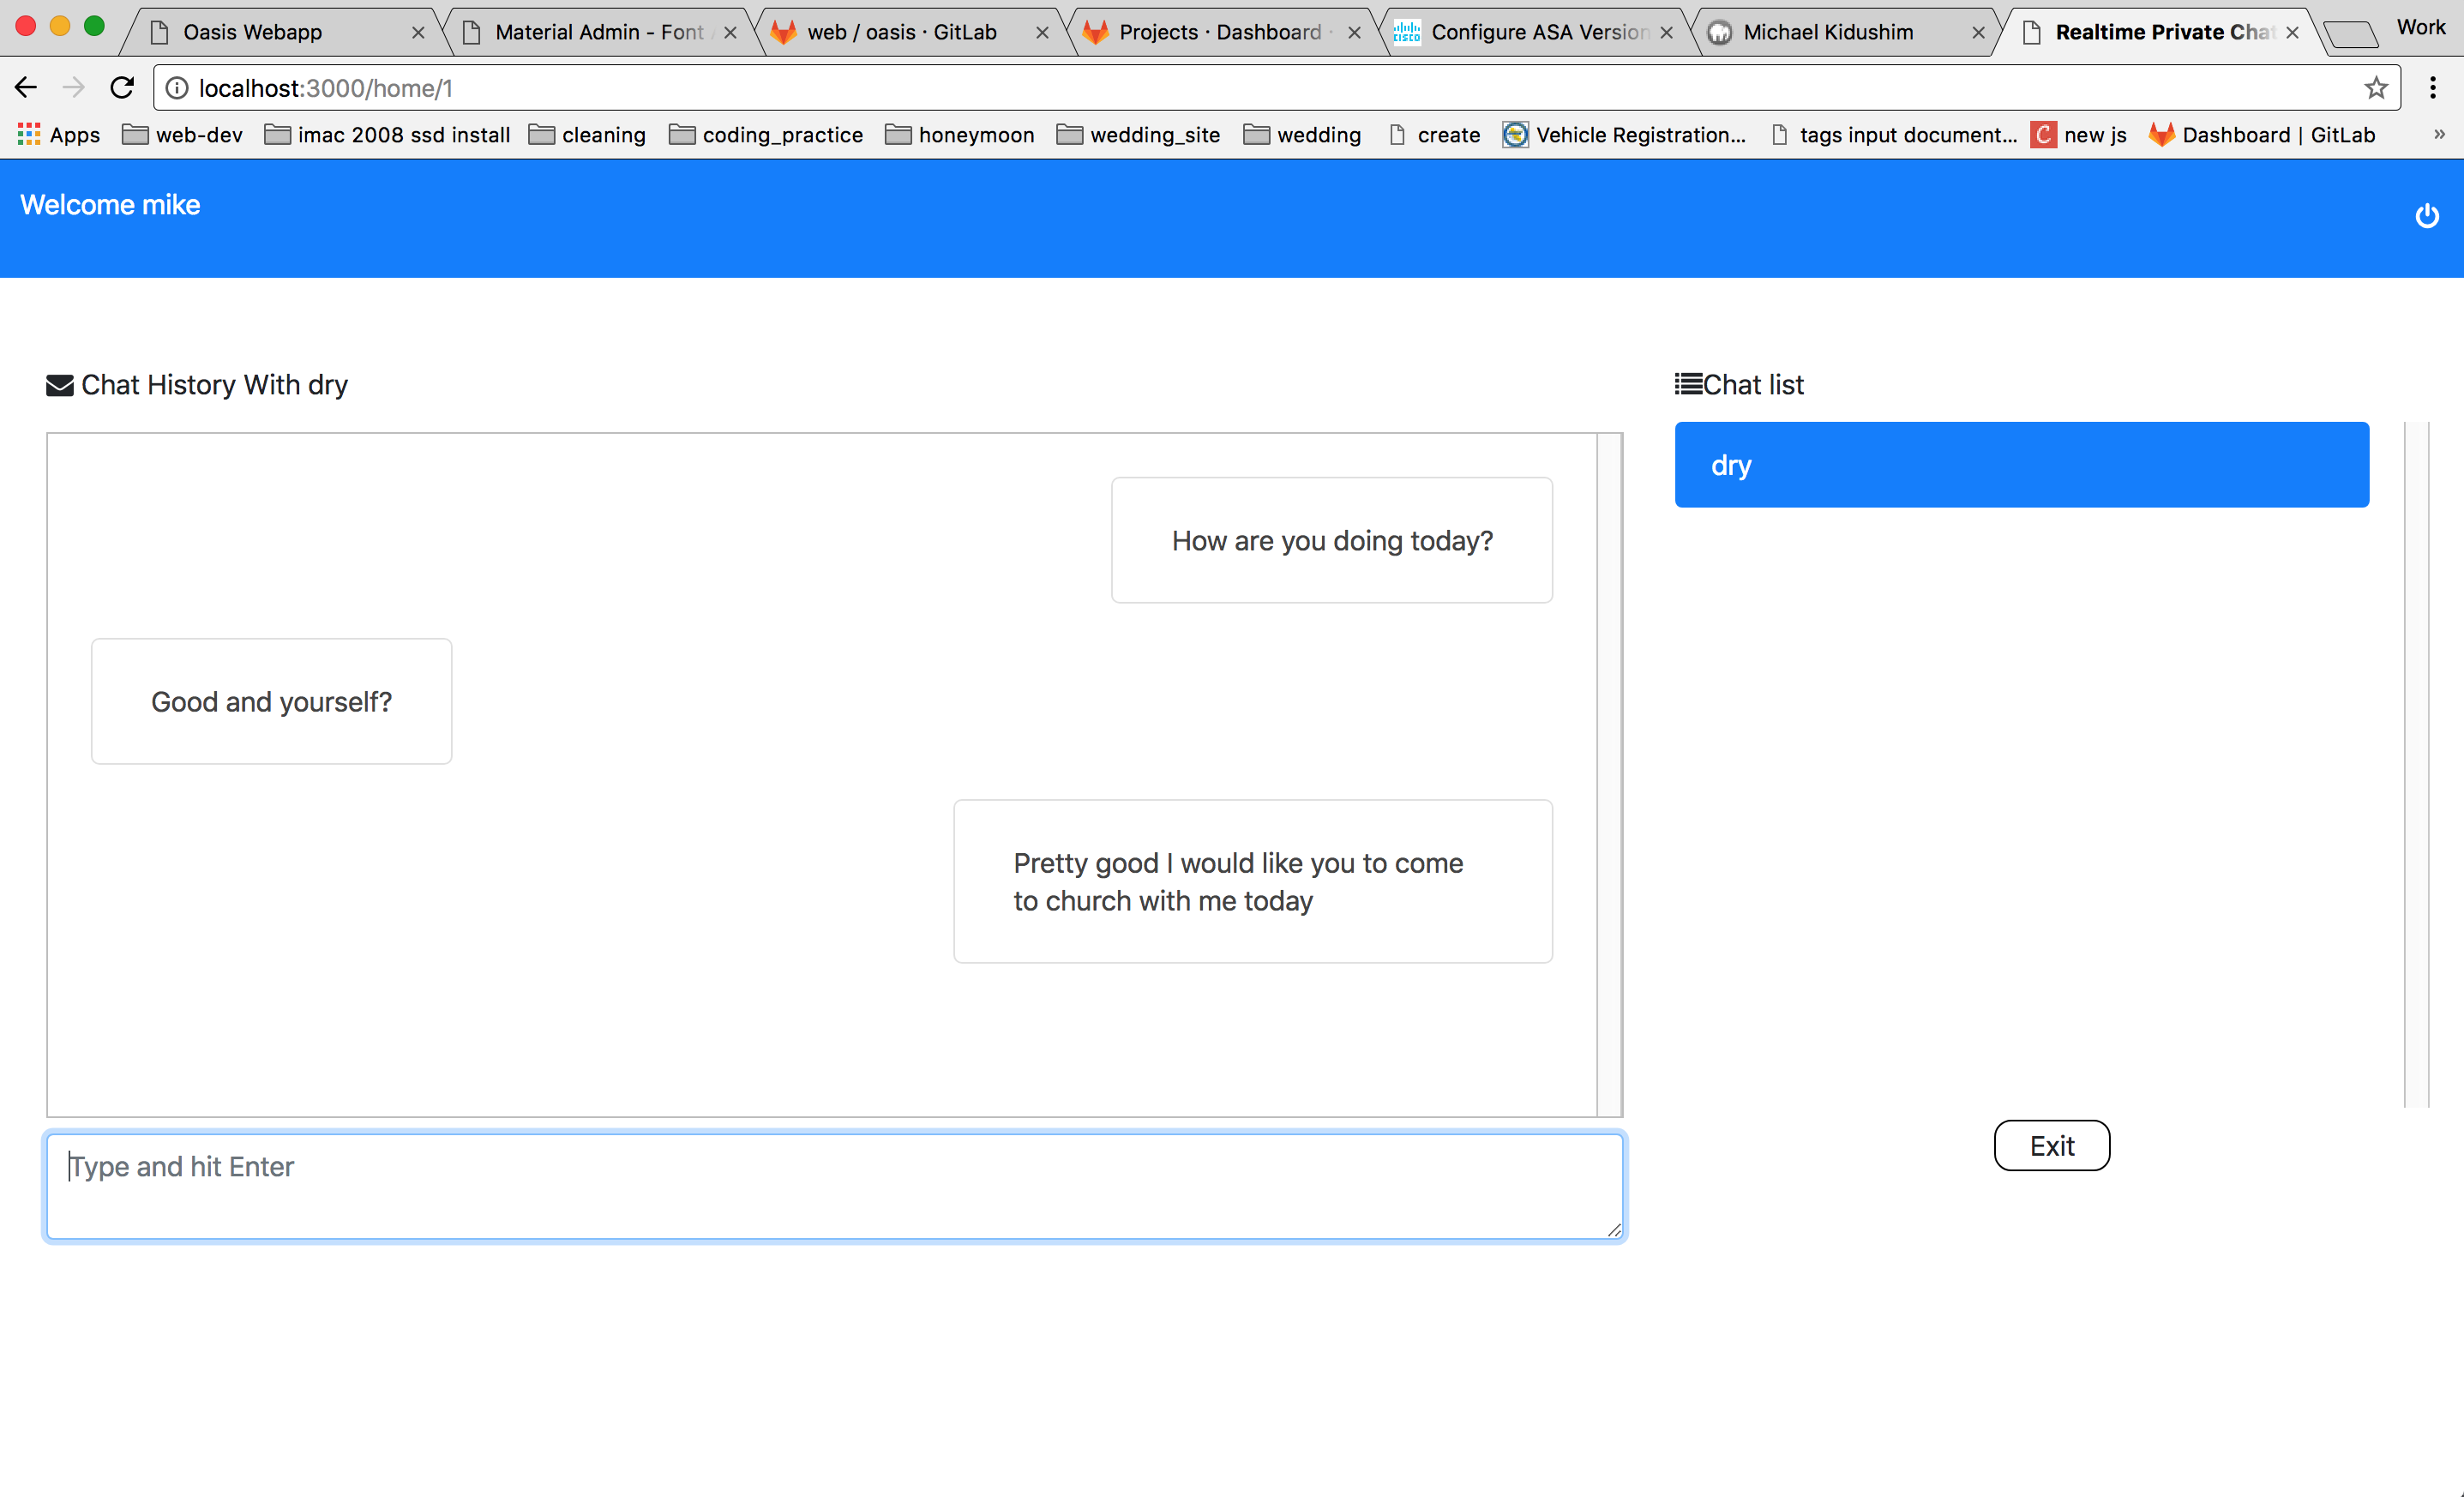 Oasis Webapp
Material Admin - Font
web / oasis · GitLab
Projects · Dashboard ·
cisco
Configure ASA Version
Michael Kidushim
Realtime Private Chat
Work
localhost:3000/home/1
Apps
web-dev
imac 2008 ssd install
cleaning
coding_practice
honeymoon
wedding_site
wedding
create
Vehicle Registration...
tags input document...
C
new js
Dashboard | GitLab
»
Welcome mike
Chat History With dry
Chat list
dry
How are you doing today?
Good and yourself?
Pretty good I would like you to come
to church with me today
Type and hit Enter
Exit